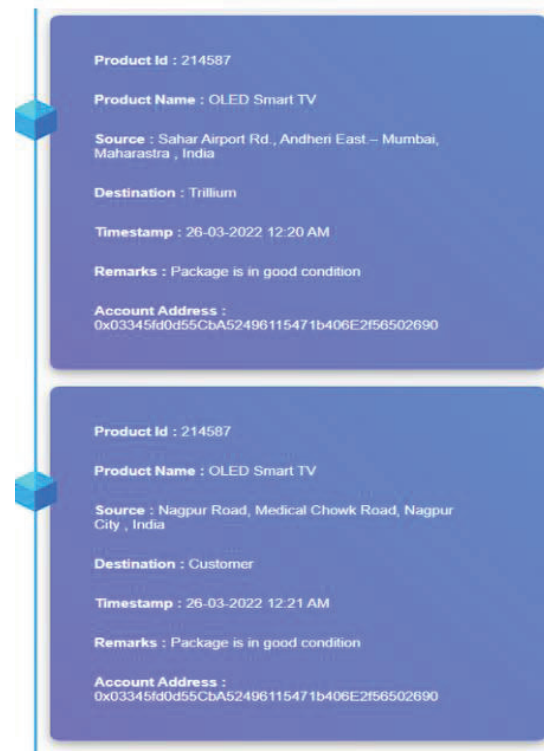 Product Id : 214587
Product Name : OLED Smart TV
Source : Sahar Airport Rd., Andheri East – Mumbai,
Maharastra , India
Destination : Trillium
Timestamp : 26-03-2022 12:20 AM
Remarks : Package is in good condition
Account Address :
0x03345fd0d55CbA52496115471b406E2f56502690
Product Id : 214587
Product Name : OLED Smart TV
Source : Nagpur Road, Medical Chowk Road, Nagpur
City , India
Destination : Customer
Timestamp : 26-03-2022 12:21 AM
Remarks : Package is in good condition
Account Address :
0x03345fd0d55CbA52496115471b406E2f56502690